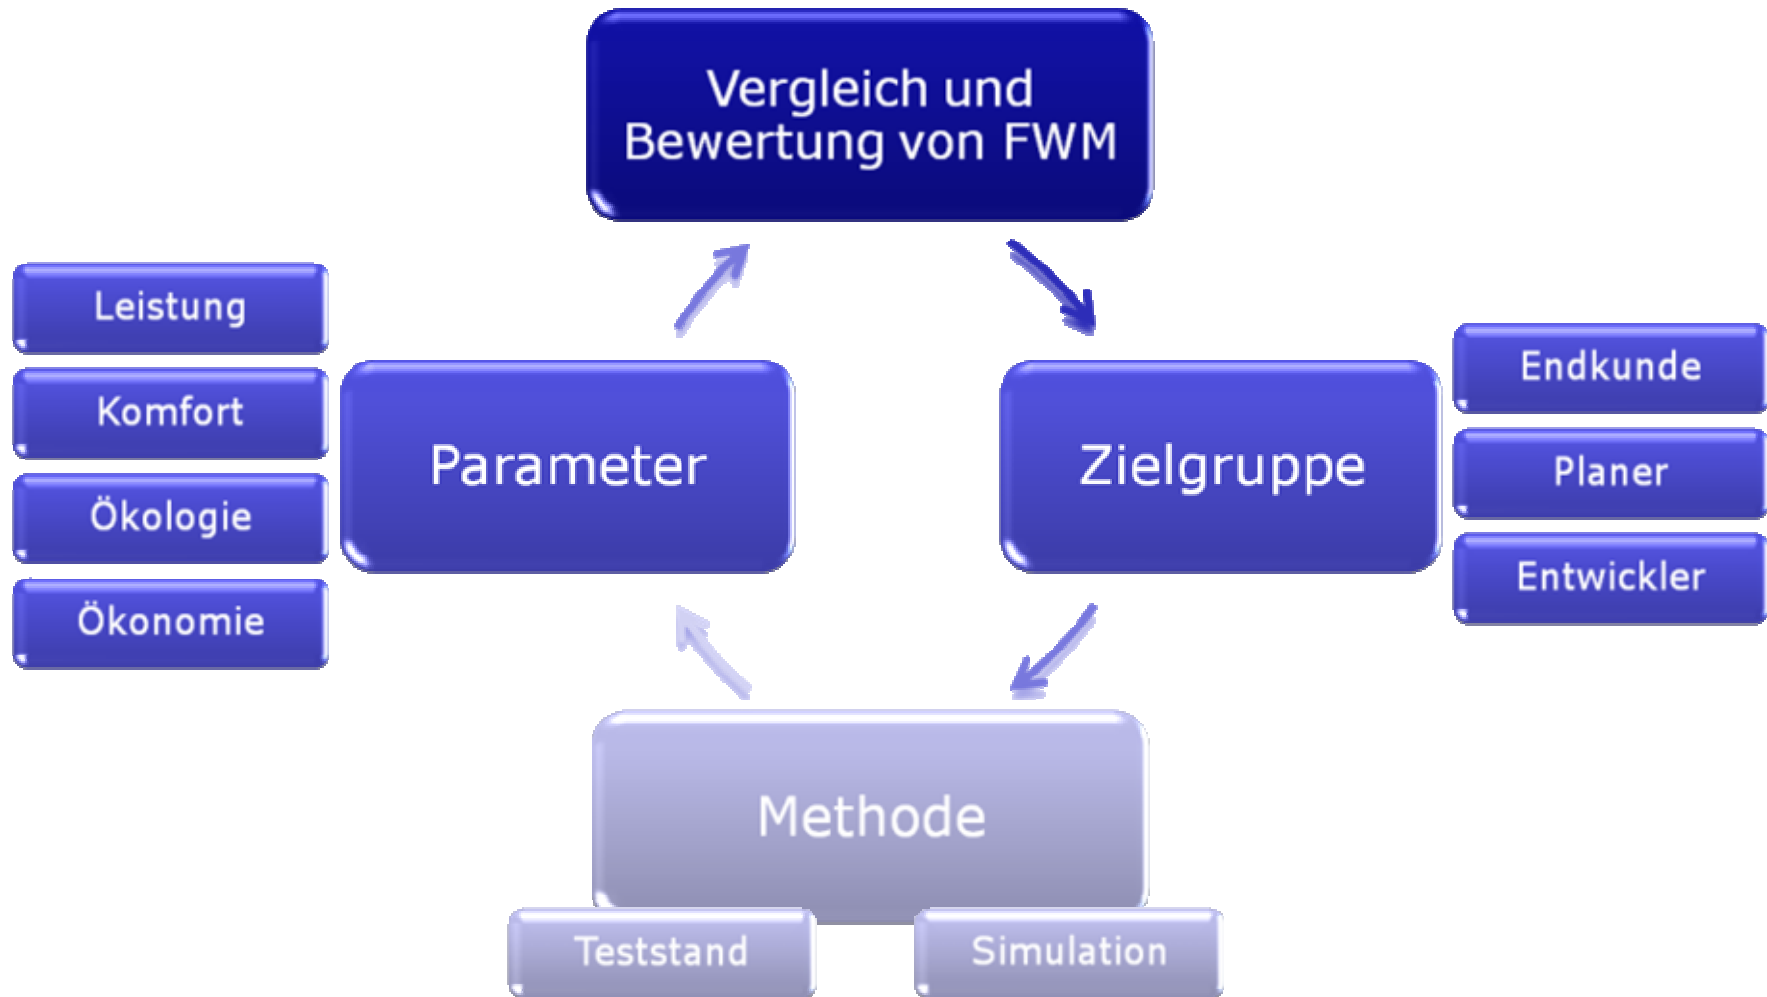 Vergleich und
Bewertung von FWM
Leistung
Komfort
Ökologie
Ökonomie
Parameter
Zielgruppe
Endkunde
Planer
Entwickler
Methode
Teststand
Simulation